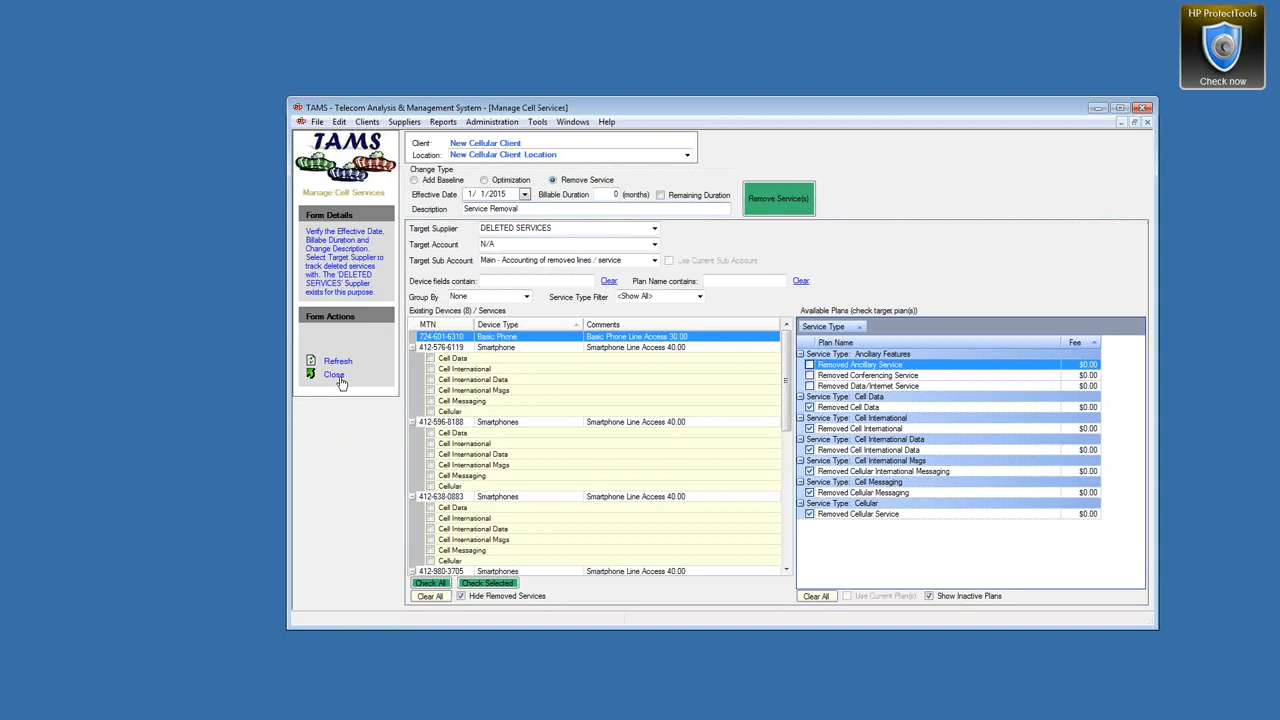 HP ProtectTools
Check now
TAMS - Telecom Analysis & Management System - [Manage Cell Services]
File Edit Clients Suppliers Reports Administration Tools Windows Help
TAMS
Manage Cell Services
Form Details
Verify the Effective Date,
Billabe Duration and
Change Description.
Select Target Supplier to
track deleted services
with. The 'DELETED
SERVICES' Supplier
exists for this purpose.
Form Actions
Refresh
Close
Client: New Cellular Client
Location: New Cellular Client Location
Change Type
Add Baseline Optimization Remove Service
Effective Date 1/ 1/2015 Billable Duration 0 (months) Remaining Duration
Description Service Removal
Remove Service(s)
Target Supplier DELETED SERVICES
Target Account N/A
Target Sub Account Main - Accounting of removed lines / service Use Current Sub Account
Device fields contain: Clear Plan Name contains: Clear
Group By None Service Type Filter <Show All>
Existing Devices (8) / Services
MTN Device Type Comments
724-601-6310 Basic Phone Basic Phone Line Access 30.00
412-576-6119 Smartphone Smartphone Line Access 40.00
Cell Data
Cell International
Cell International Data
Cell International Msgs
Cell Messaging
Cellular
412-596-8188 Smartphones Smartphone Line Access 40.00
Cell Data
Cell International
Cell International Data
Cell International Msgs
Cell Messaging
Cellular
412-638-0883 Smartphones Smartphone Line Access 40.00
Cell Data
Cell International
Cell International Data
Cell International Msgs
Cell Messaging
Cellular
412-980-3705 Smartphones Smartphone Line Access 40.00
Check All Check Selected
Clear All Hide Removed Services
Available Plans (check target plan(s))
Service Type
Plan Name Fee
Service Type: Ancillary Features
Removed Ancillary Service $0.00
Removed Conferencing Service $0.00
Removed Data/Internet Service $0.00
Service Type: Cell Data
Removed Cell Data $0.00
Service Type: Cell International
Removed Cell International $0.00
Service Type: Cell International Data
Removed Cell International Data $0.00
Service Type: Cell International Msgs
Removed Cellular International Messaging $0.00
Service Type: Cell Messaging
Removed Cellular Messaging $0.00
Service Type: Cellular
Removed Cellular Service $0.00
Clear All Use Current Plan(s) Show Inactive Plans